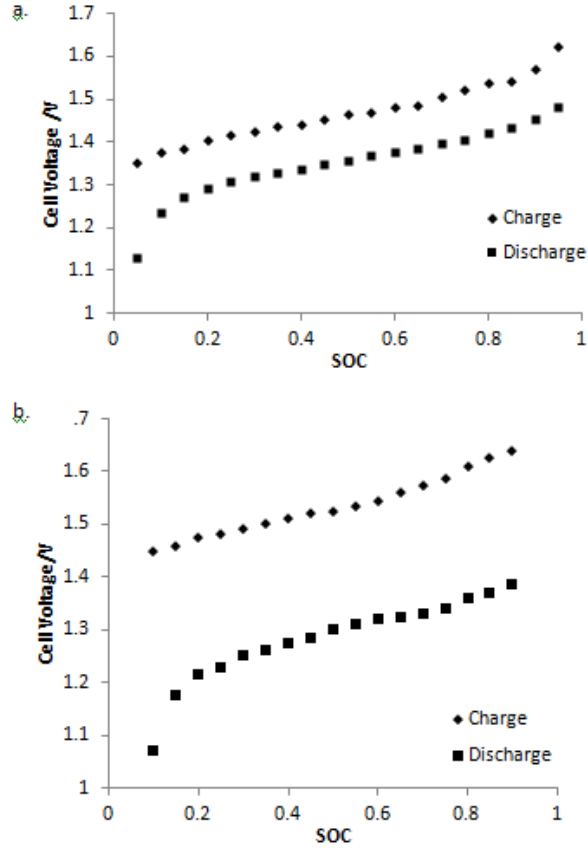 a.
1.7
1.6
1.5
1.4
1.3
1.2
1.1
1
Cell Voltage /V
0 0.2 0.4 0.6 0.8 1
SOC
Charge
Discharge
b.
.7
1.6
1.5
1.4
1.3
1.2
1.1
1
Cell Voltage/V
0 0.2 0.4 0.6 0.8 1
SOC
Charge
Discharge